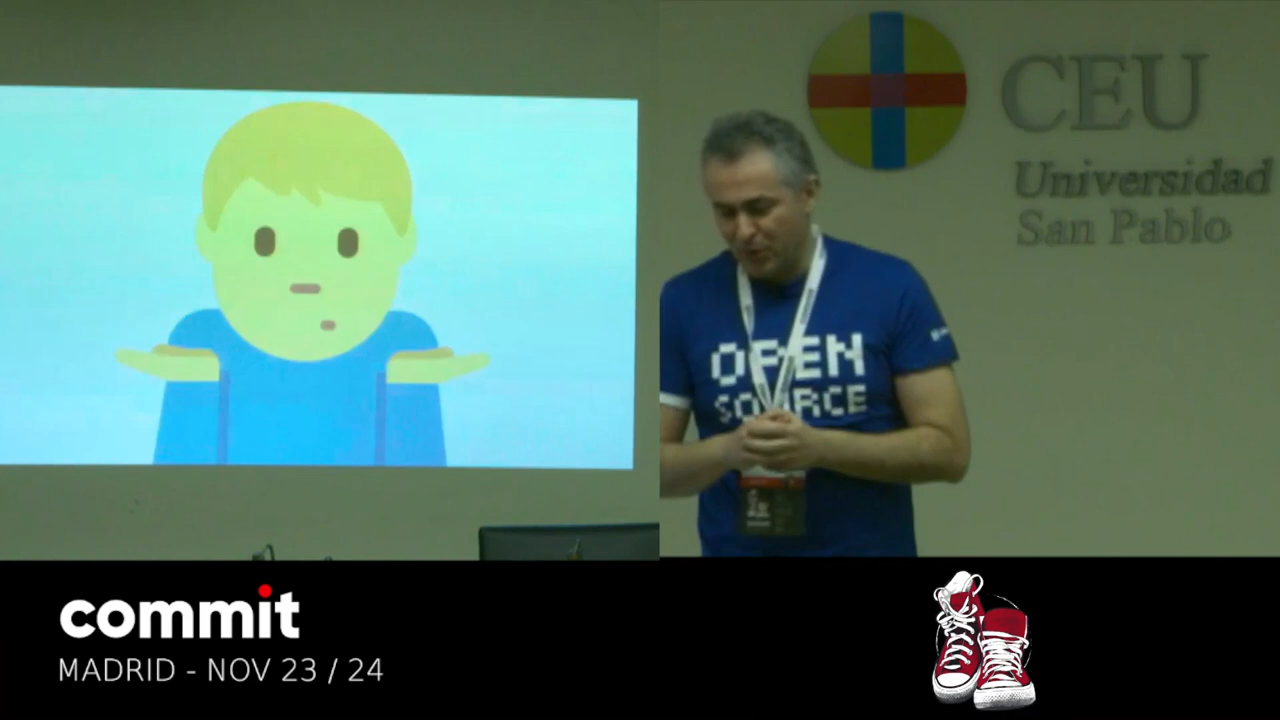 CEU
Universidad
San Pablo
OPEN
SOURCE
commit
MADRID - NOV 23 / 24